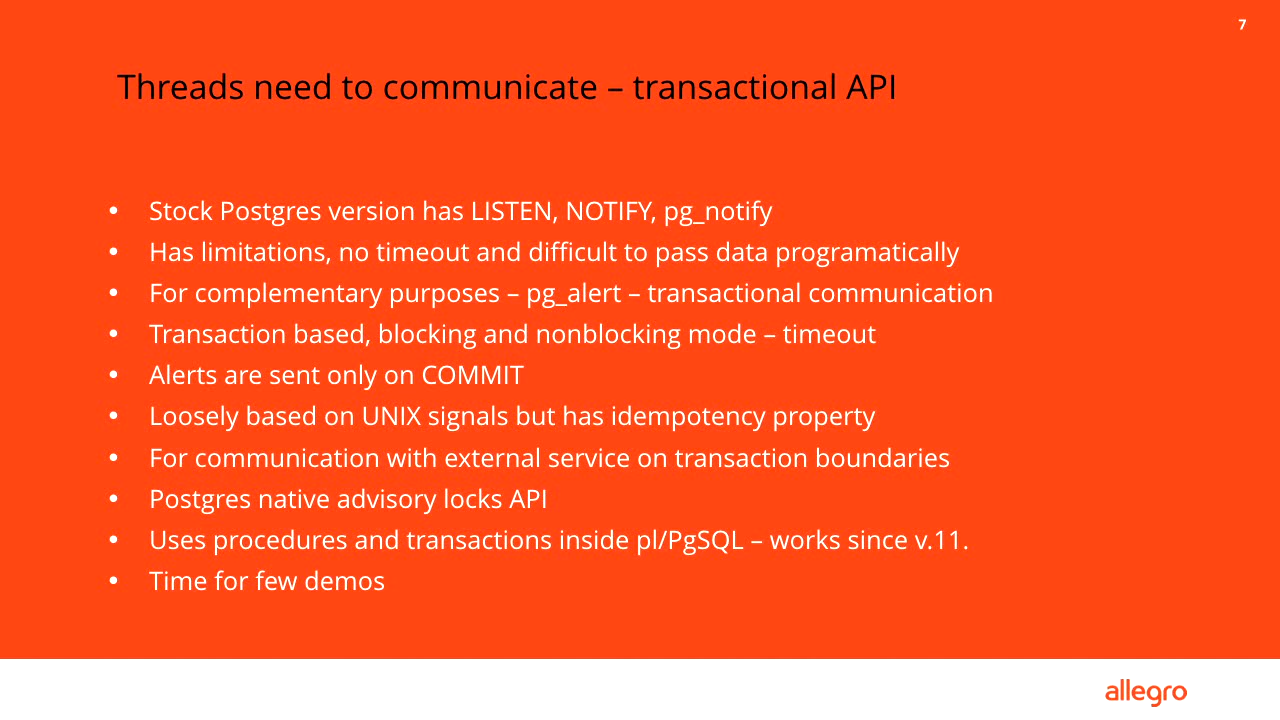 7
Threads need to communicate – transactional API
• Stock Postgres version has LISTEN, NOTIFY, pg_notify
• Has limitations, no timeout and difficult to pass data programatically
• For complementary purposes – pg_alert – transactional communication
• Transaction based, blocking and nonblocking mode – timeout
• Alerts are sent only on COMMIT
• Loosely based on UNIX signals but has idempotency property
• For communication with external service on transaction boundaries
• Postgres native advisory locks API
• Uses procedures and transactions inside pl/PgSQL – works since v.11.
• Time for few demos
allegro